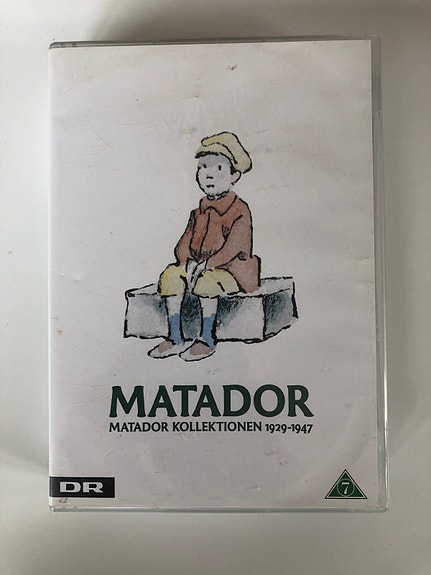 MATADOR
MATADOR KOLLEKTIONEN 1929-1947
DR
7